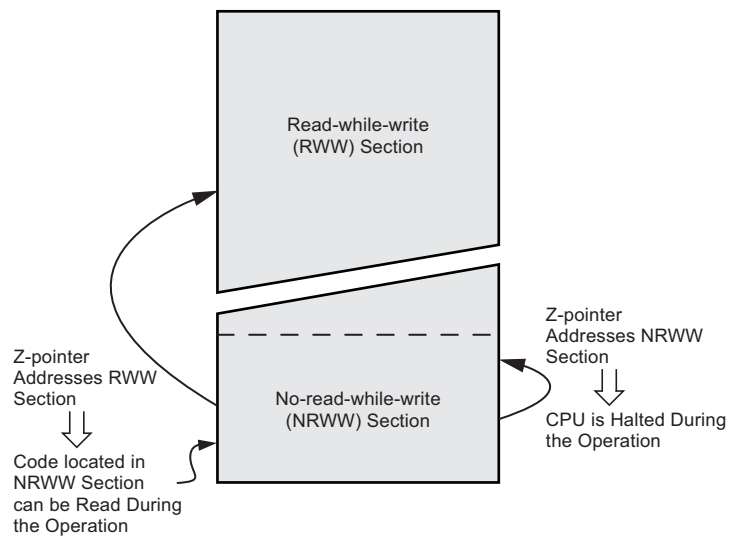 Read-while-write
(RWW) Section
Z-pointer
Addresses RWW
Section
Code located in
NRWW Section
can be Read During
the Operation
No-read-while-write
(NRWW) Section
Z-pointer
Addresses NRWW
Section
CPU is Halted During
the Operation